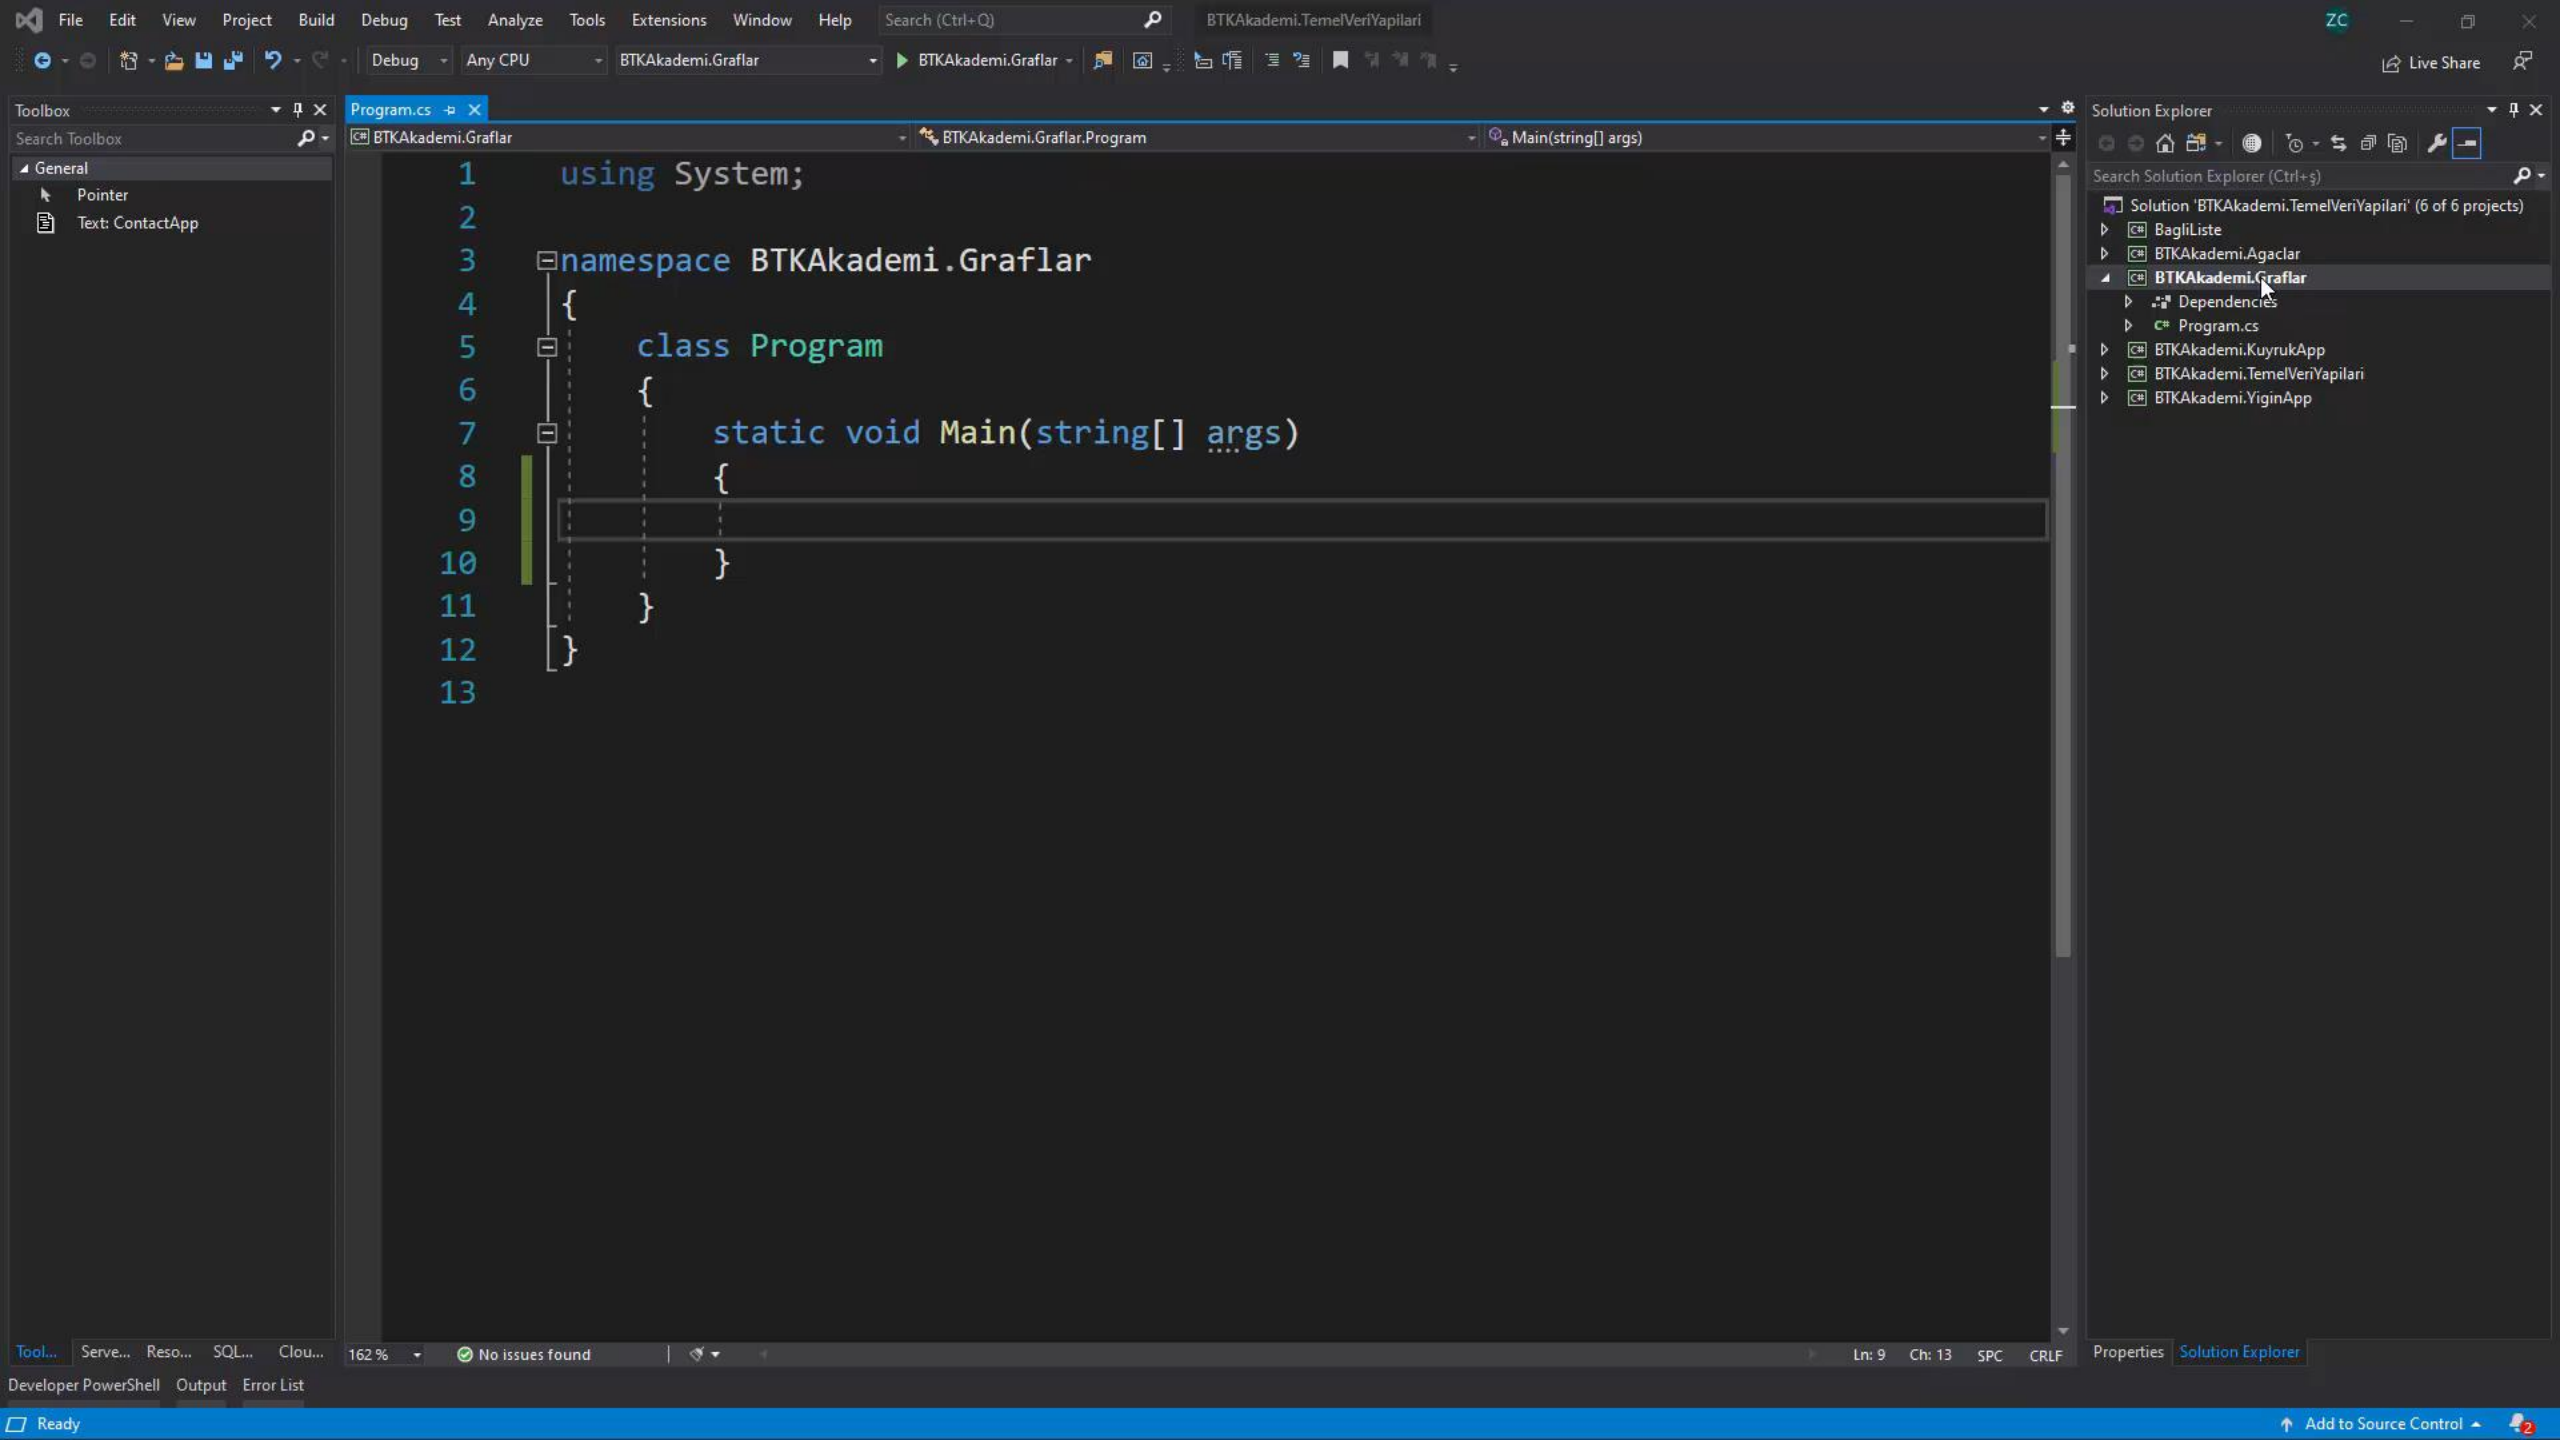 File Edit View Project Build Debug Test Analyze Tools Extensions Window Help Search (Ctrl+Q) BTKAkademi.TemelVeriYapilari ZC
Debug Any CPU BTKAkademi.Graflar BTKAkademi.Graflar Live Share
Toolbox
Search Toolbox
General
Pointer
Text: ContactApp
Program.cs
BTKAkademi.Graflar BTKAkademi.Graflar.Program Main(string[] args)
1 using System;
2
3 namespace BTKAkademi.Graflar
4 {
5 class Program
6 {
7 static void Main(string[] args)
8 {
9
10 }
11 }
12 }
13
Solution Explorer
Search Solution Explorer (Ctrl+ş)
Solution 'BTKAkademi.TemelVeriYapilari' (6 of 6 projects)
BagliListe
BTKAkademi.Agaclar
BTKAkademi.Graflar
Dependencies
Program.cs
BTKAkademi.KuyrukApp
BTKAkademi.TemelVeriYapilari
BTKAkademi.YiginApp
Tool... Serve... Reso... SQL... Clou... 162 % No issues found Ln: 9 Ch: 13 SPC CRLF Properties Solution Explorer
Developer PowerShell Output Error List
Ready Add to Source Control 2